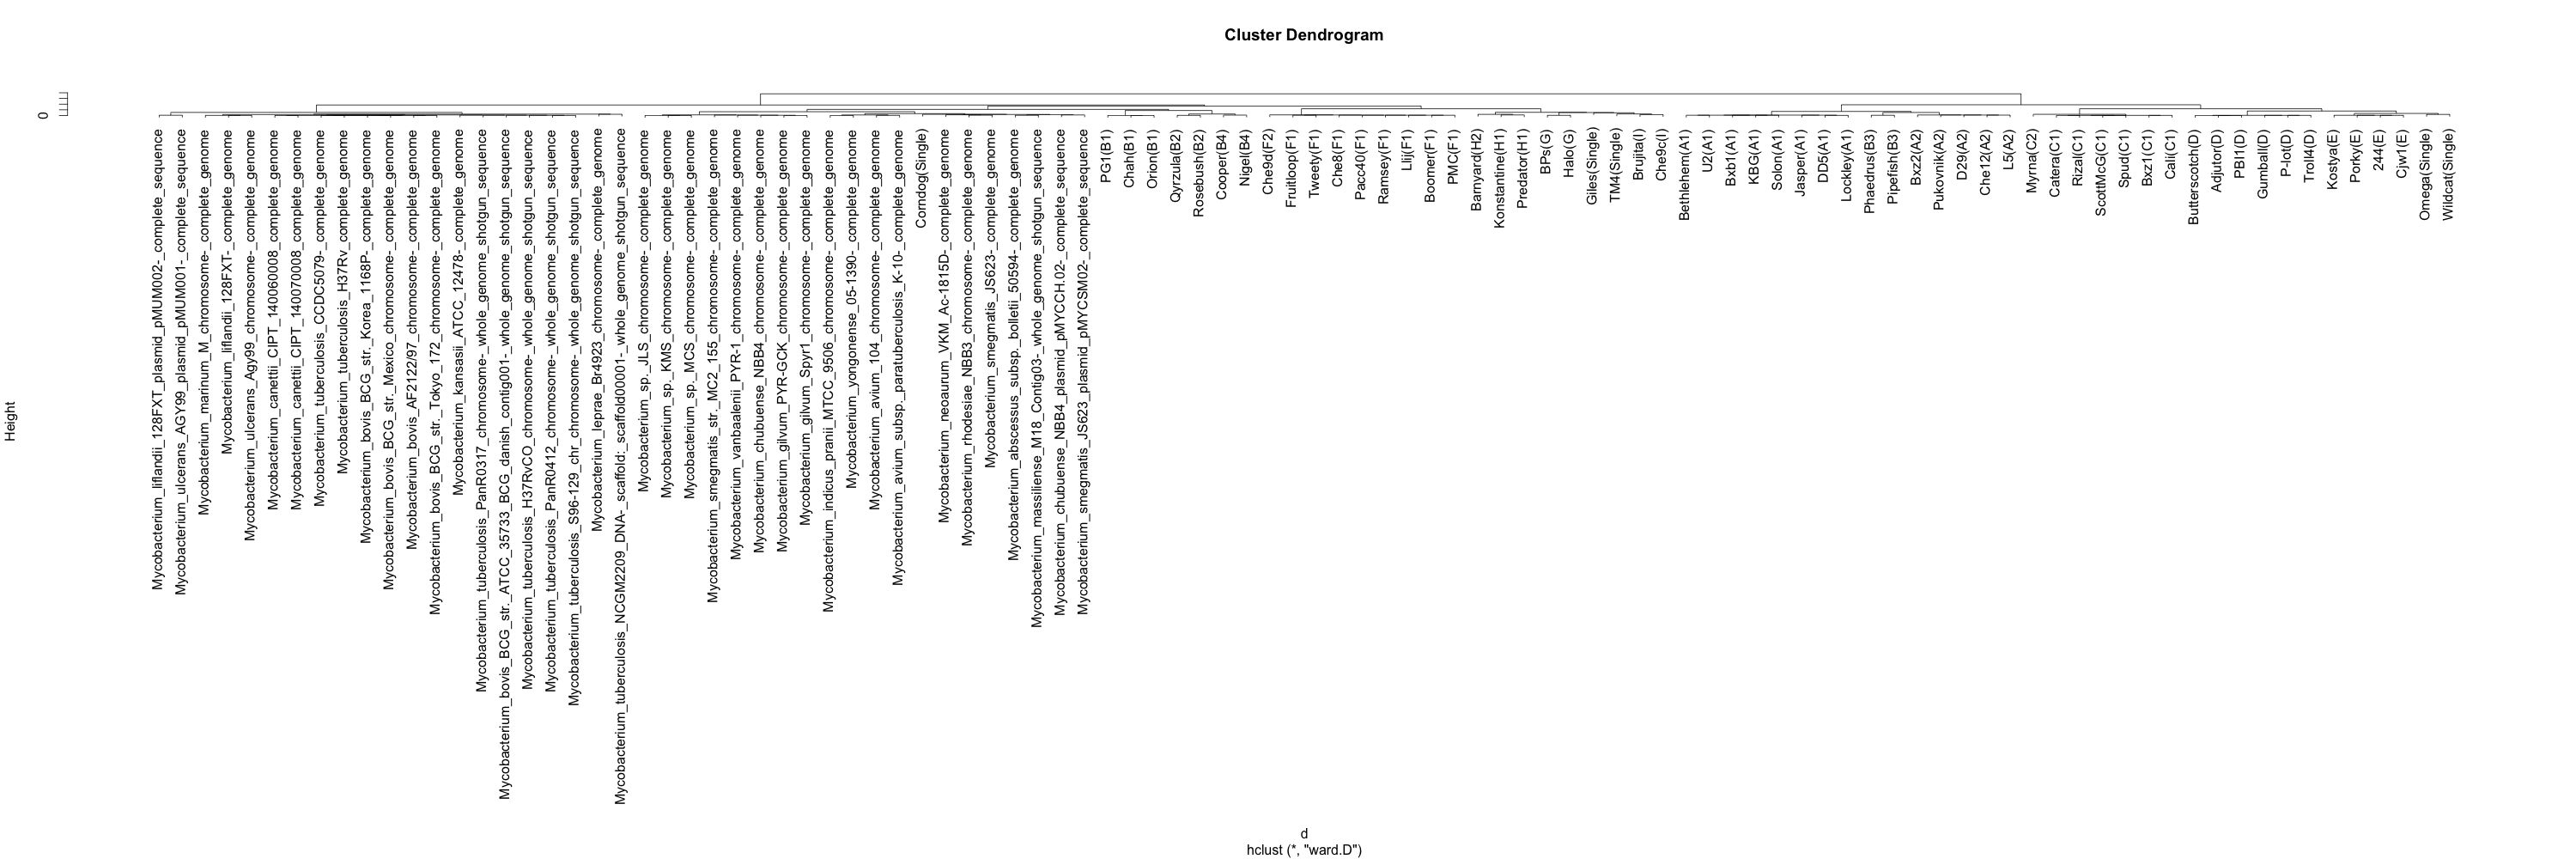 Cluster Dendrogram
Height
0
Mycobacterium_liflandii_128FXT_plasmid_pMUM002-_complete_sequence
Mycobacterium_ulcerans_AGY99_plasmid_pMUM001-_complete_sequence
Mycobacterium_marinum_M_chromosome-_complete_genome
Mycobacterium_liflandii_128FXT-_complete_genome
Mycobacterium_ulcerans_Agy99_chromosome-_complete_genome
Mycobacterium_canettii_CIPT_140060008_complete_genome
Mycobacterium_canettii_CIPT_140070008_complete_genome
Mycobacterium_tuberculosis_CCDC5079-_complete_genome
Mycobacterium_tuberculosis_H37Rv_complete_genome
Mycobacterium_bovis_BCG_str._Korea_1168P-_complete_genome
Mycobacterium_bovis_BCG_str._Mexico_chromosome-_complete_genome
Mycobacterium_bovis_AF2122/97_chromosome-_complete_genome
Mycobacterium_bovis_BCG_str._Tokyo_172_chromosome-_complete_genome
Mycobacterium_kansasii_ATCC_12478-_complete_genome
Mycobacterium_tuberculosis_PanR0317_chromosome-_whole_genome_shotgun_sequence
Mycobacterium_bovis_BCG_str._ATCC_35733_BCG_danish_contig001-_whole_genome_shotgun_sequence
Mycobacterium_tuberculosis_H37RvCO_chromosome-_whole_genome_shotgun_sequence
Mycobacterium_tuberculosis_PanR0412_chromosome-_whole_genome_shotgun_sequence
Mycobacterium_tuberculosis_S96-129_chr_chromosome-_whole_genome_shotgun_sequence
Mycobacterium_leprae_Br4923_chromosome-_complete_genome
Mycobacterium_tuberculosis_NCGM2209_DNA-_scaffold:_scaffold00001-_whole_genome_shotgun_sequence
Mycobacterium_sp._JLS_chromosome-_complete_genome
Mycobacterium_sp._KMS_chromosome-_complete_genome
Mycobacterium_sp._MCS_chromosome-_complete_genome
Mycobacterium_smegmatis_str._MC2_155_chromosome-_complete_genome
Mycobacterium_vanbaalenii_PYR-1_chromosome-_complete_genome
Mycobacterium_chubuense_NBB4_chromosome-_complete_genome
Mycobacterium_gilvum_PYR-GCK_chromosome-_complete_genome
Mycobacterium_gilvum_Spyr1_chromosome-_complete_genome
Mycobacterium_indicus_pranii_MTCC_9506_chromosome-_complete_genome
Mycobacterium_yongonense_05-1390-_complete_genome
Mycobacterium_avium_104_chromosome-_complete_genome
Mycobacterium_avium_subsp._paratuberculosis_K-10-_complete_genome
Corndog(Single)
Mycobacterium_neoaurum_VKM_Ac-1815D-_complete_genome
Mycobacterium_rhodesiae_NBB3_chromosome-_complete_genome
Mycobacterium_smegmatis_JS623-_complete_genome
Mycobacterium_abscessus_subsp._bolletii_50594-_complete_genome
Mycobacterium_massiliense_M18_Contig03-_whole_genome_shotgun_sequence
Mycobacterium_chubuense_NBB4_plasmid_pMYCCH.02-_complete_sequence
Mycobacterium_smegmatis_JS623_plasmid_pMYCSM02-_complete_sequence
PG1(B1)
Chah(B1)
Orion(B1)
Qyrzula(B2)
Rosebush(B2)
Cooper(B4)
Nigel(B4)
Che9d(F2)
Fruitloop(F1)
Tweety(F1)
Che8(F1)
Pacc40(F1)
Ramsey(F1)
Llij(F1)
Boomer(F1)
PMC(F1)
Barnyard(H2)
Konstantine(H1)
Predator(H1)
BPs(G)
Halo(G)
Giles(Single)
TM4(Single)
Brujita(I)
Che9c(I)
Bethlehem(A1)
U2(A1)
Bxb1(A1)
KBG(A1)
Solon(A1)
Jasper(A1)
DD5(A1)
Lockley(A1)
Phaedrus(B3)
Pipefish(B3)
Bxz2(A2)
Pukovnik(A2)
D29(A2)
Che12(A2)
L5(A2)
Myrna(C2)
Catera(C1)
Rizal(C1)
ScottMcG(C1)
Spud(C1)
Bxz1(C1)
Cali(C1)
Butterscotch(D)
Adjutor(D)
PBI1(D)
Gumball(D)
P-lot(D)
Troll4(D)
Kostya(E)
Porky(E)
244(E)
Cjw1(E)
Omega(Single)
Wildcat(Single)
d
hclust (*, "ward.D")